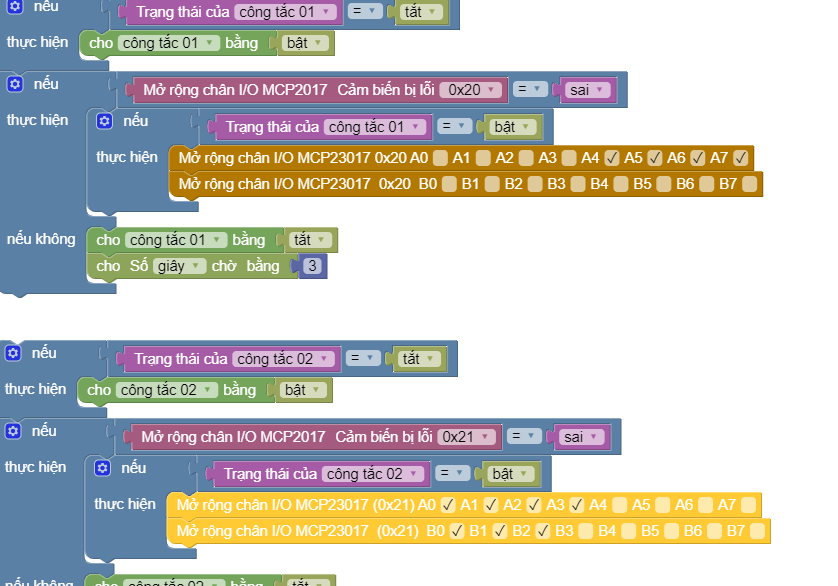 nếu Trạng thái của công tắc 01 = tắt
thực hiện cho công tắc 01 bằng bật
nếu Mở rộng chân I/O MCP2017 Cảm biến bị lỗi 0x20 = sai
thực hiện nếu Trạng thái của công tắc 01 = bật
thực hiện Mở rộng chân I/O MCP23017 0x20 A0 A1 A2 A3 A4 ✓ A5 ✓ A6 ✓ A7 ✓
Mở rộng chân I/O MCP23017 0x20 B0 B1 B2 B3 B4 B5 B6 B7
nếu không cho công tắc 01 bằng tắt
cho Số giây chờ bằng 3
nếu Trạng thái của công tắc 02 = tắt
thực hiện cho công tắc 02 bằng bật
nếu Mở rộng chân I/O MCP2017 Cảm biến bị lỗi 0x21 = sai
thực hiện nếu Trạng thái của công tắc 02 = bật
thực hiện Mở rộng chân I/O MCP23017 (0x21) A0 ✓ A1 ✓ A2 ✓ A3 ✓ A4 A5 A6 A7
Mở rộng chân I/O MCP23017 (0x21) B0 ✓ B1 ✓ B2 ✓ B3 B4 B5 B6 B7
nếu không cho công tắc 02 bằng tắt